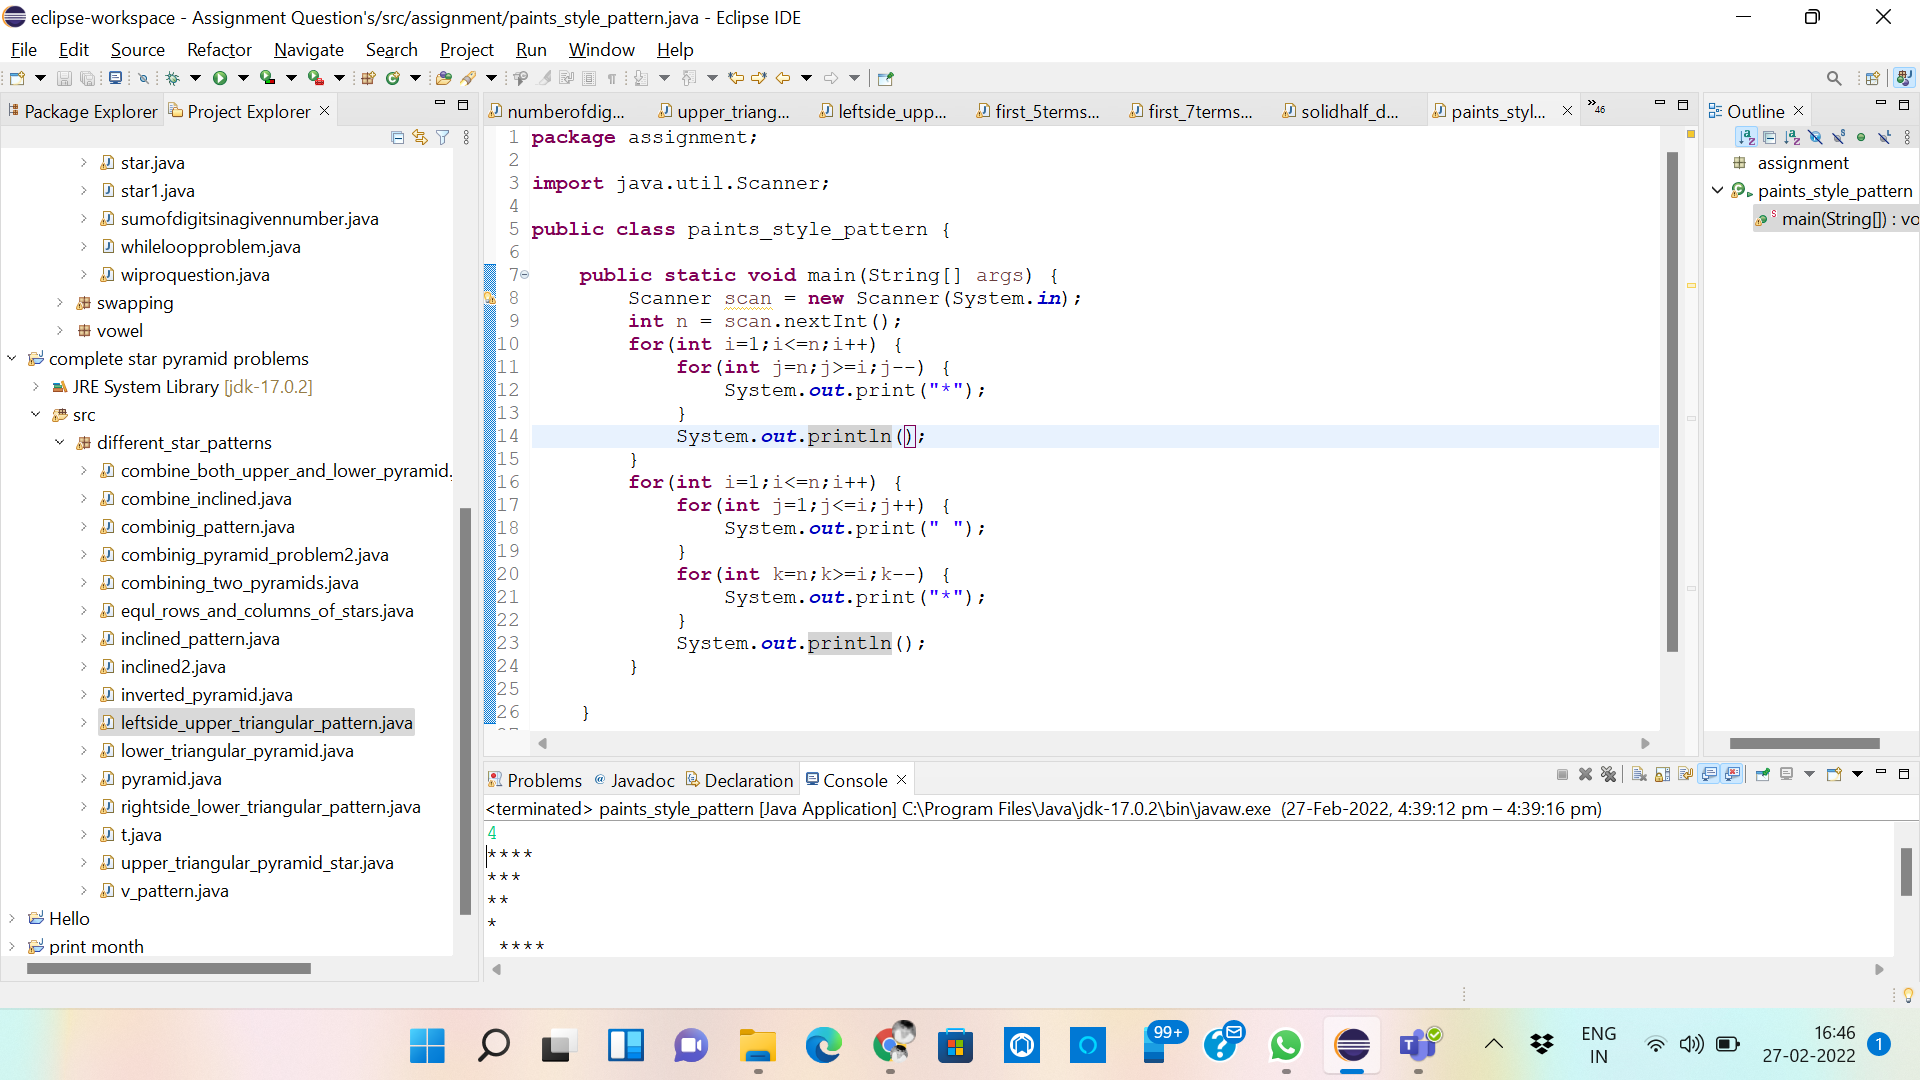 eclipse-workspace - Assignment Question's/src/assignment/paints_style_pattern.java - Eclipse IDE
File Edit Source Refactor Navigate Search Project Run Window Help
Package Explorer Project Explorer
star.java
star1.java
sumofdigitsinagivennumber.java
whileloopproblem.java
wiproquestion.java
swapping
vowel
complete star pyramid problems
JRE System Library [jdk-17.0.2]
src
different_star_patterns
combine_both_upper_and_lower_pyramid.
combine_inclined.java
combinig_pattern.java
combinig_pyramid_problem2.java
combining_two_pyramids.java
equl_rows_and_columns_of_stars.java
inclined_pattern.java
inclined2.java
inverted_pyramid.java
leftside_upper_triangular_pattern.java
lower_triangular_pyramid.java
pyramid.java
rightside_lower_triangular_pattern.java
t.java
upper_triangular_pyramid_star.java
v_pattern.java
Hello
print month
numberofdig... upper_triang... leftside_upp... first_5terms... first_7terms... solidhalf_d... paints_styl... »46
1 package assignment;
2
3 import java.util.Scanner;
4
5 public class paints_style_pattern {
6
7 public static void main(String[] args) {
8 Scanner scan = new Scanner(System.in);
9 int n = scan.nextInt();
10 for(int i=1;i<=n;i++) {
11 for(int j=n;j>=i;j--) {
12 System.out.print("*");
13 }
14 System.out.println();
15 }
16 for(int i=1;i<=n;i++) {
17 for(int j=1;j<=i;j++) {
18 System.out.print(" ");
19 }
20 for(int k=n;k>=i;k--) {
21 System.out.print("*");
22 }
23 System.out.println();
24 }
25
26 }
Outline
assignment
paints_style_pattern
main(String[]) : vo
Problems Javadoc Declaration Console
<terminated> paints_style_pattern [Java Application] C:\Program Files\Java\jdk-17.0.2\bin\javaw.exe (27-Feb-2022, 4:39:12 pm – 4:39:16 pm)
4
****
***
**
*
 ****
99+
ENG
IN
16:46
27-02-2022
1